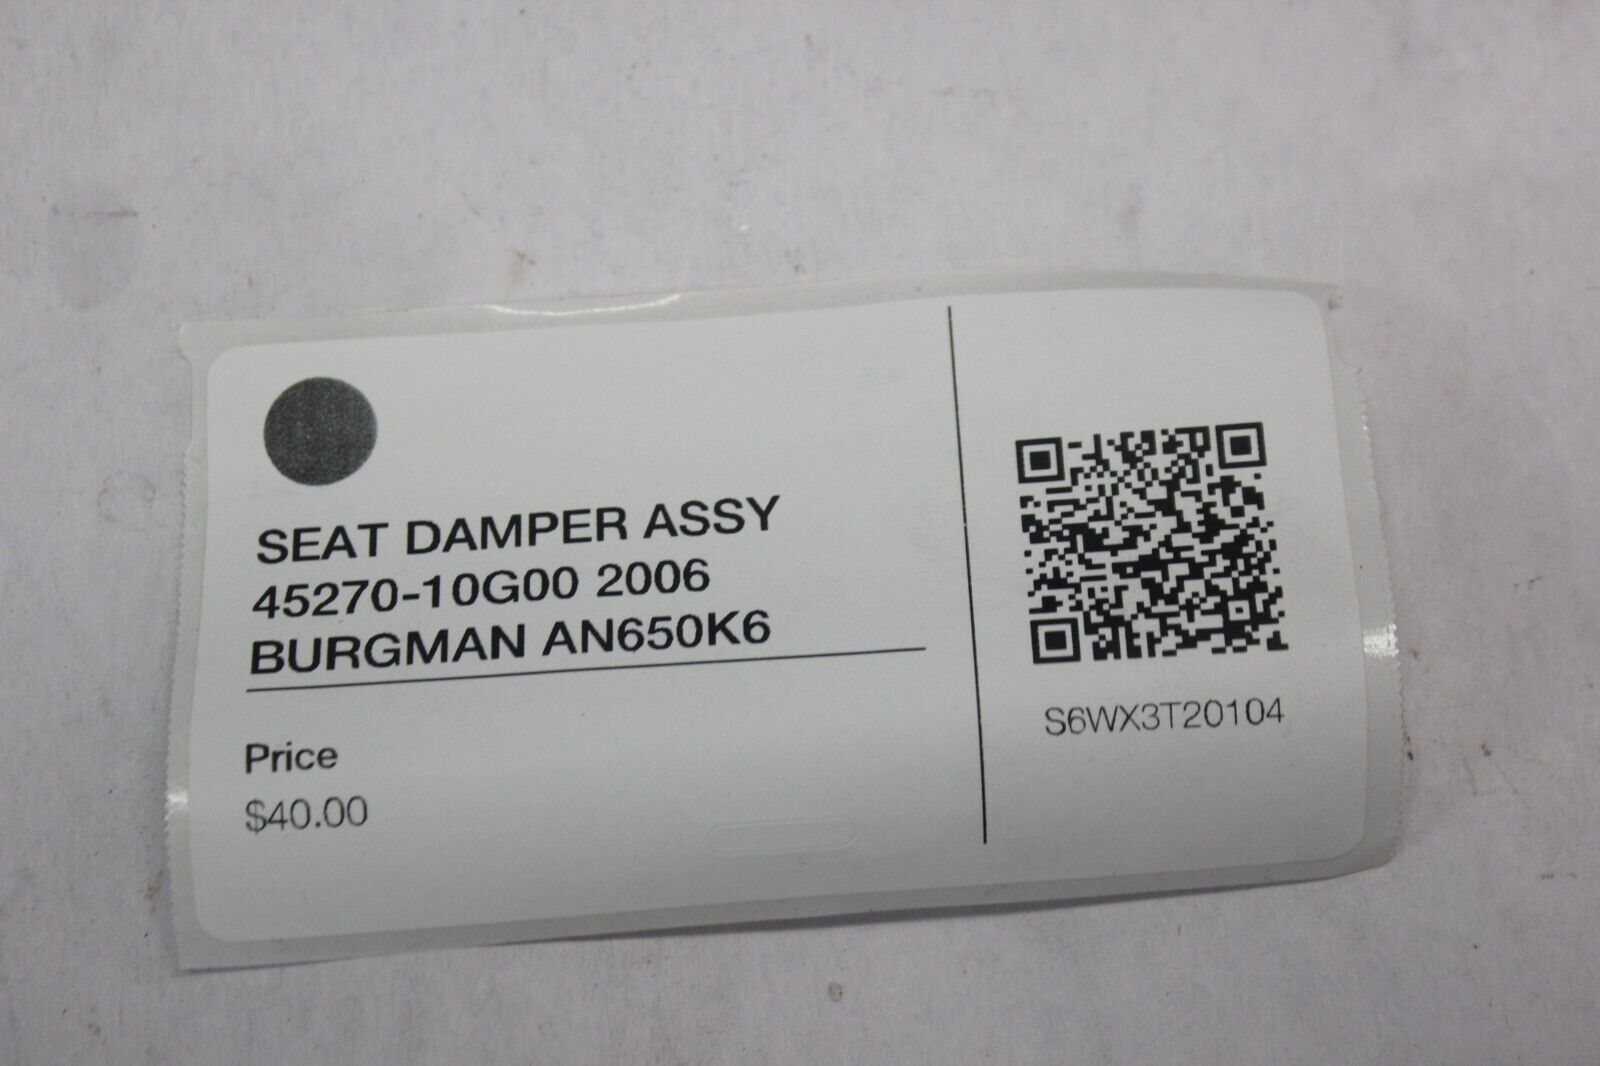 SEAT DAMPER ASSY
45270-10G00 2006
BURGMAN AN650K6
Price
$40.00
S6WX3T20104